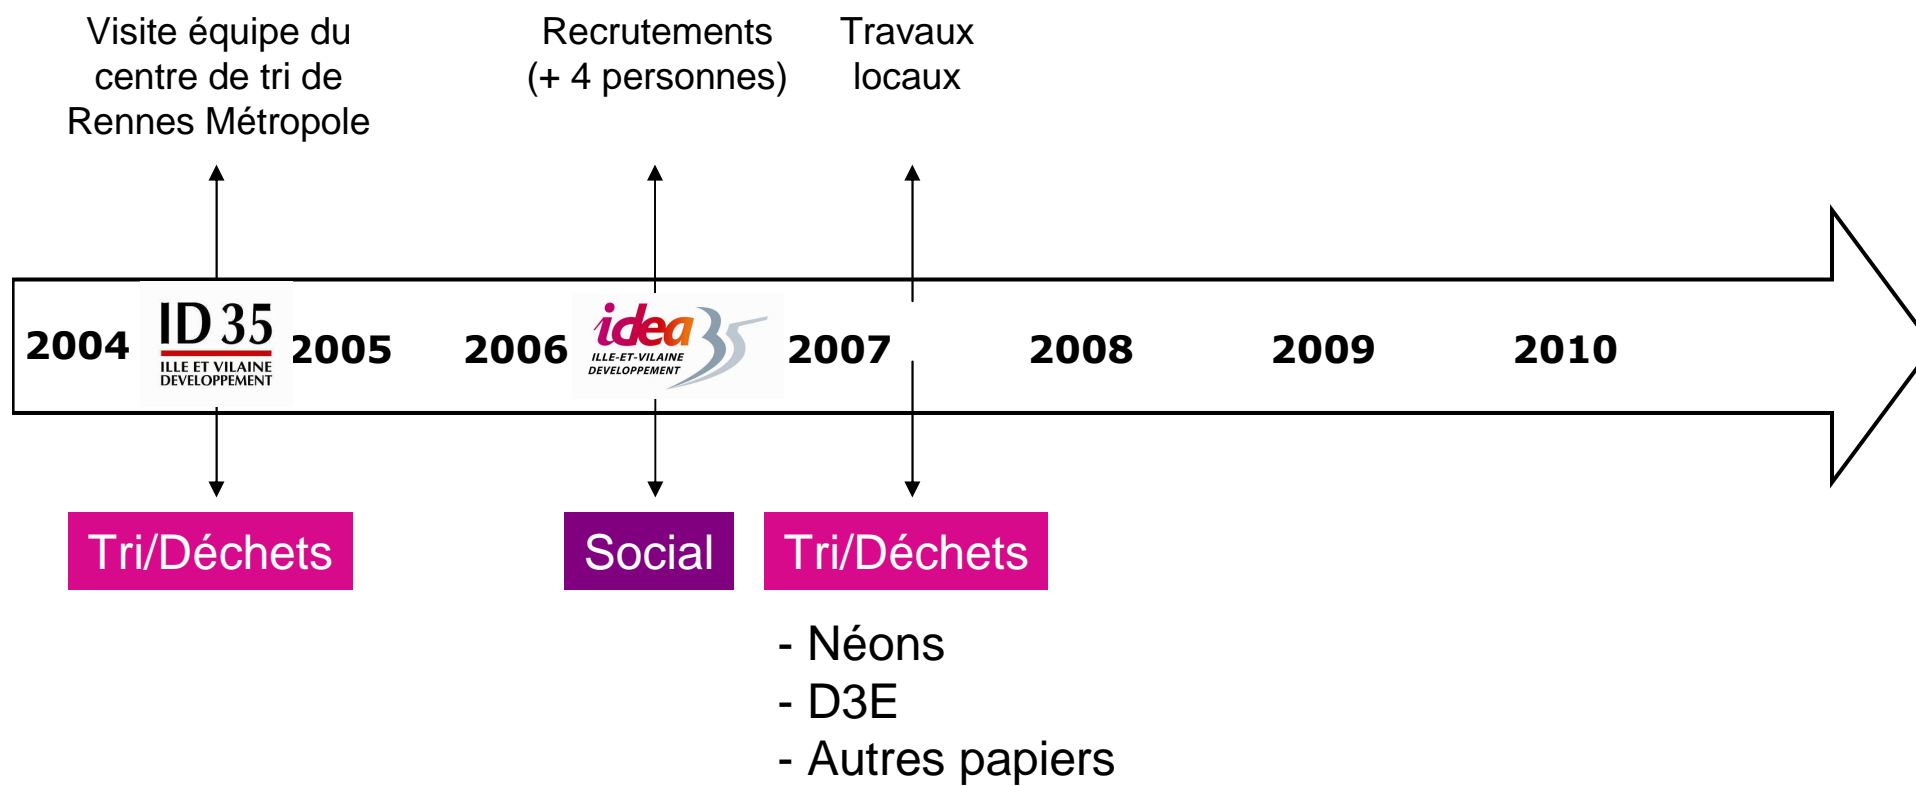 Visite équipe du
centre de tri de
Rennes Métropole
Recrutements
(+ 4 personnes)
Travaux
locaux
2004
ID 35
ILLE ET VILAINE
DEVELOPPEMENT
2005
2006
idea 35
ILLE-ET-VILAINE
DEVELOPPEMENT
2007
2008
2009
2010
Tri/Déchets
Social
Tri/Déchets
- Néons
- D3E
- Autres papiers